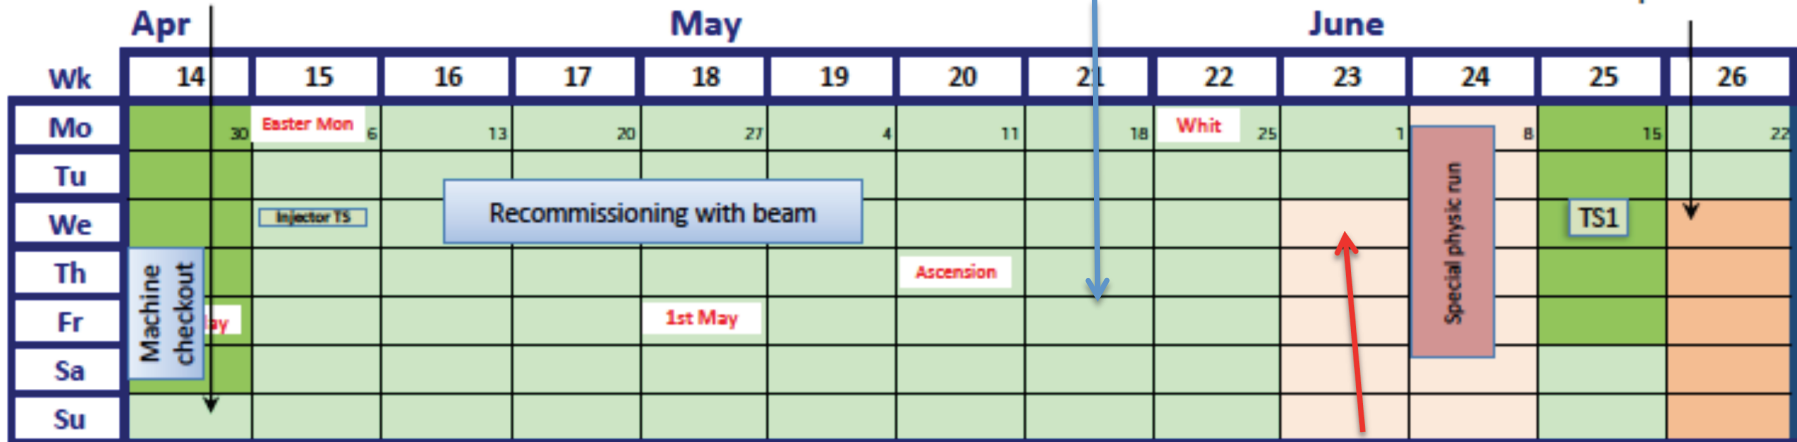 Apr May June
Wk 14 15 16 17 18 19 20 21 22 23 24 25 26
Mo 30 Easter Mon 6 13 20 27 4 11 18 Whit 25 1 8 15 22
Tu
We Injector TS Recommissioning with beam TS1
Th Ascension
Fr ay 1st May
Sa
Su
Machine
checkout
Special physic run